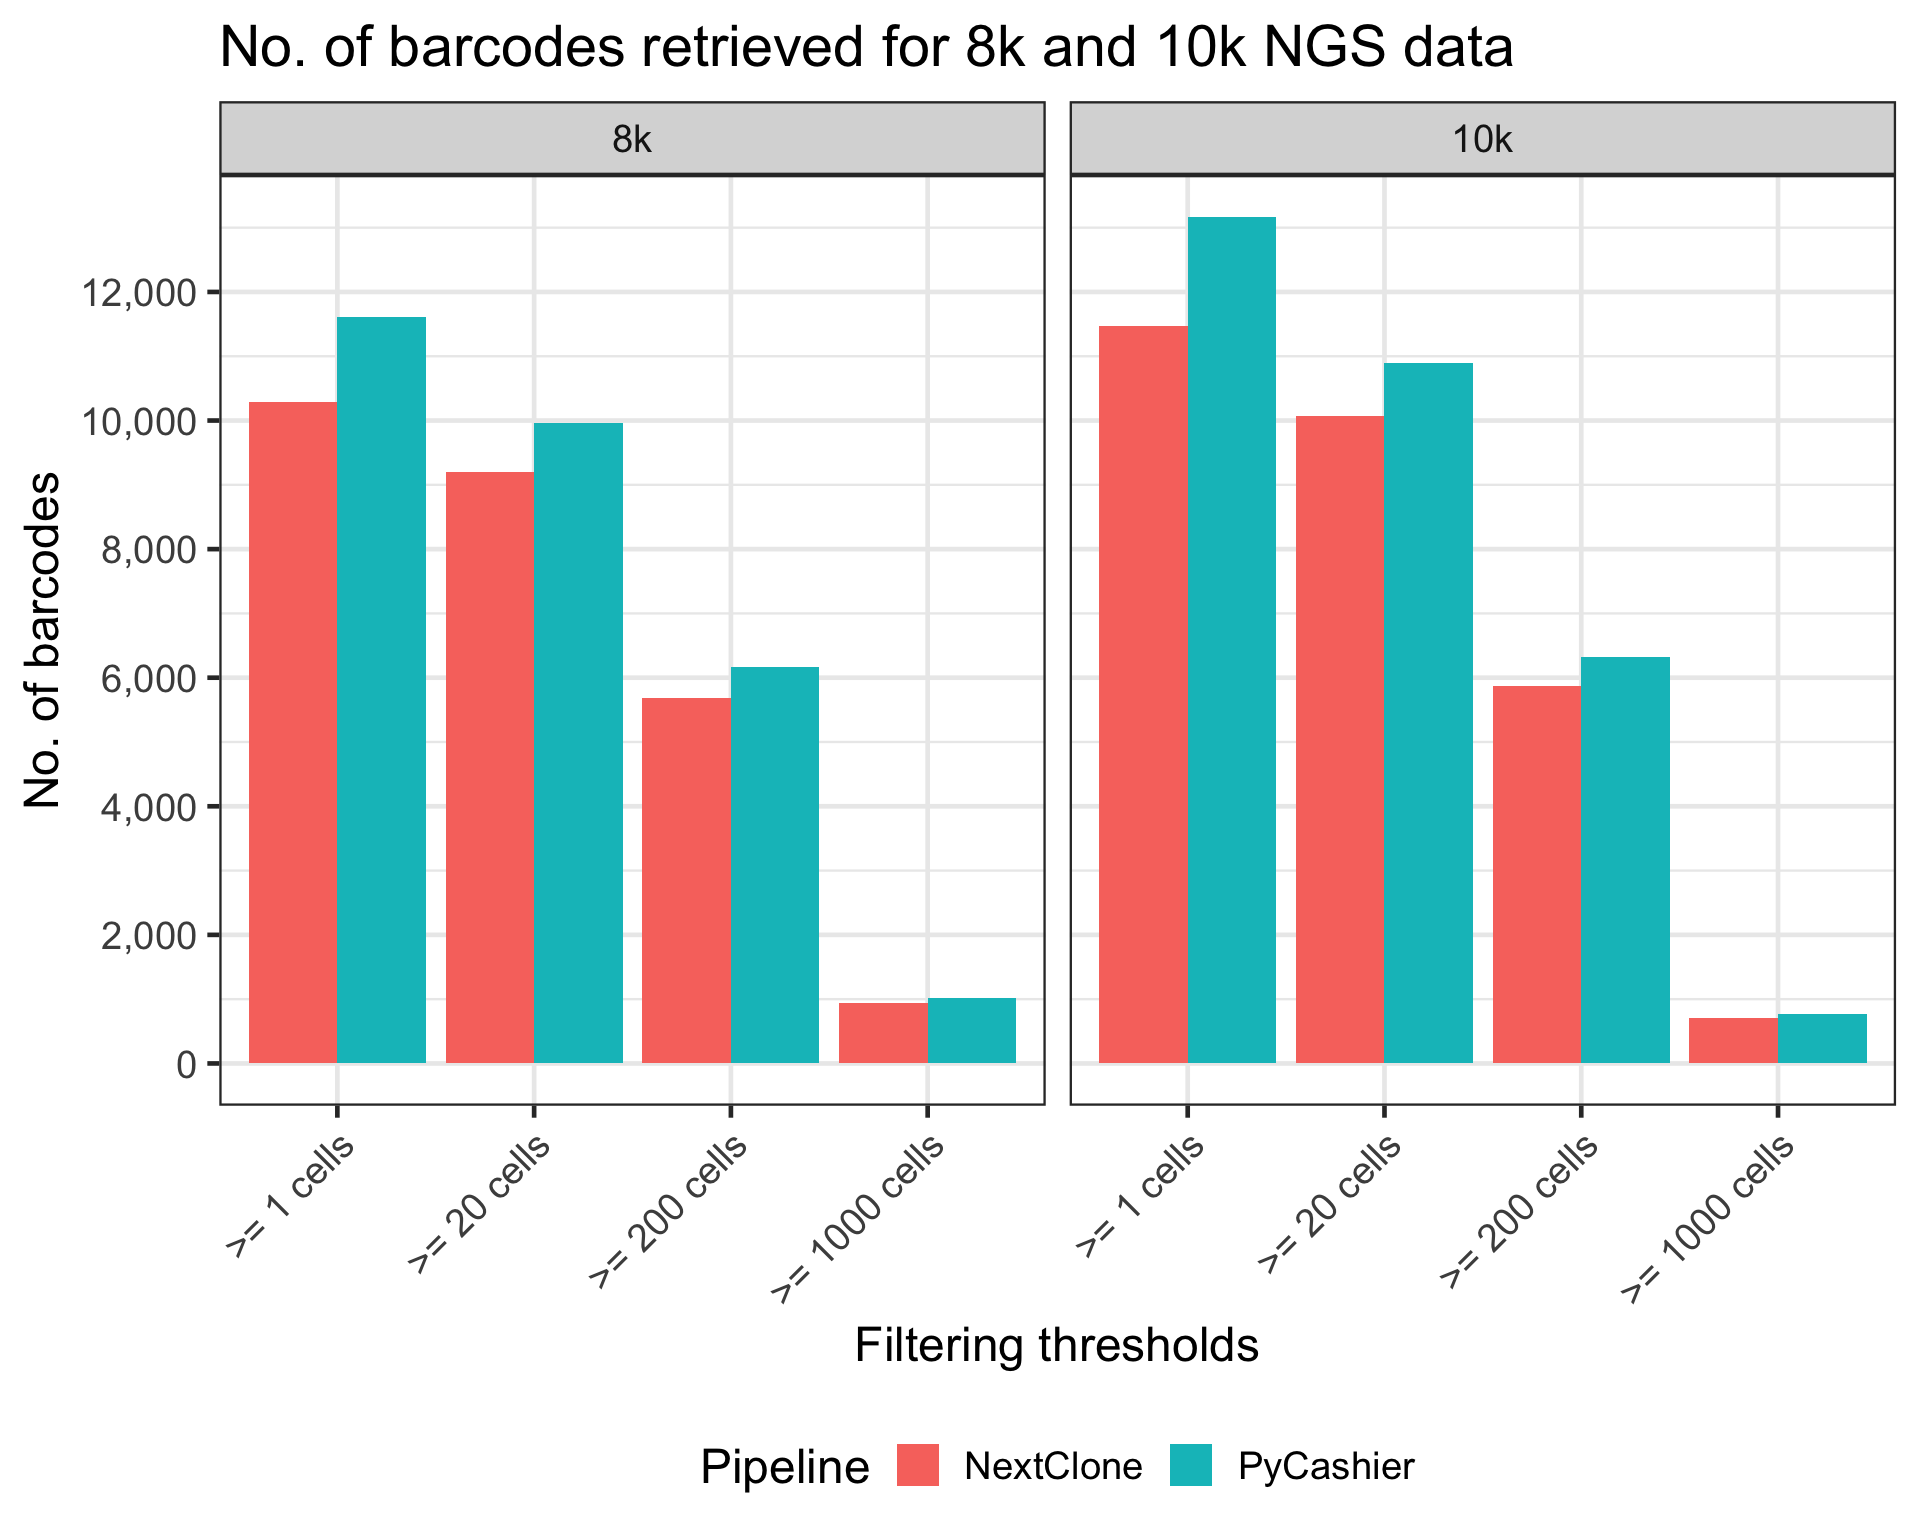 No. of barcodes retrieved for 8k and 10k NGS data
8k
10k
No. of barcodes
12,000
10,000
8,000
6,000
4,000
2,000
0
>= 1 cells
>= 20 cells
>= 200 cells
>= 1000 cells
>= 1 cells
>= 20 cells
>= 200 cells
>= 1000 cells
Filtering thresholds
Pipeline NextClone PyCashier